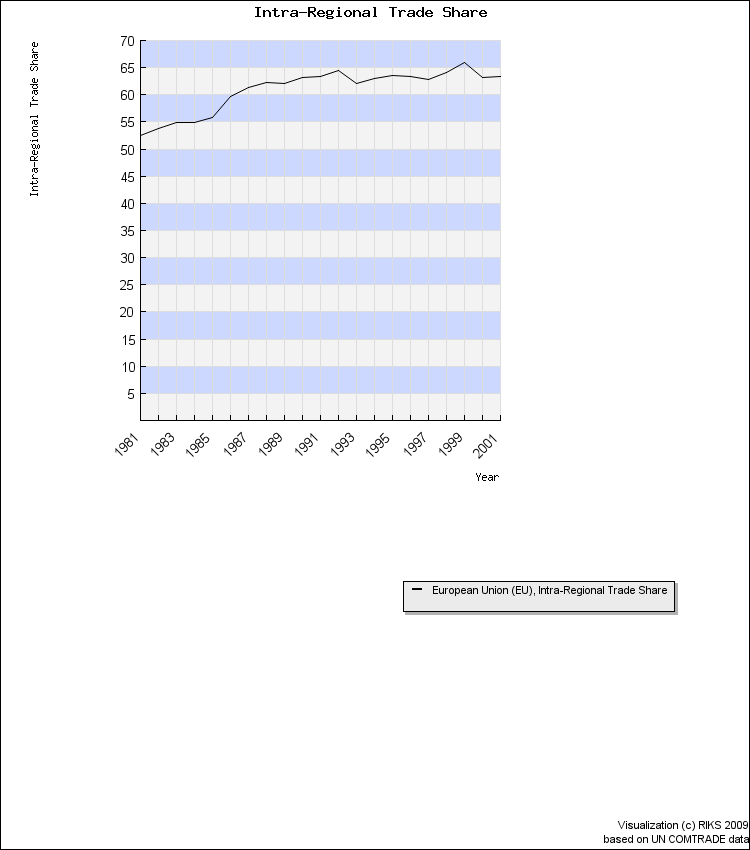 Intra-Regional Trade Share
Intra-Regional Trade Share
70
65
60
55
50
45
40
35
30
25
20
15
10
5
1981 1983 1985 1987 1989 1991 1993 1995 1997 1999 2001
Year
European Union (EU), Intra-Regional Trade Share
Visualization (c) RIKS 2009
based on UN COMTRADE data